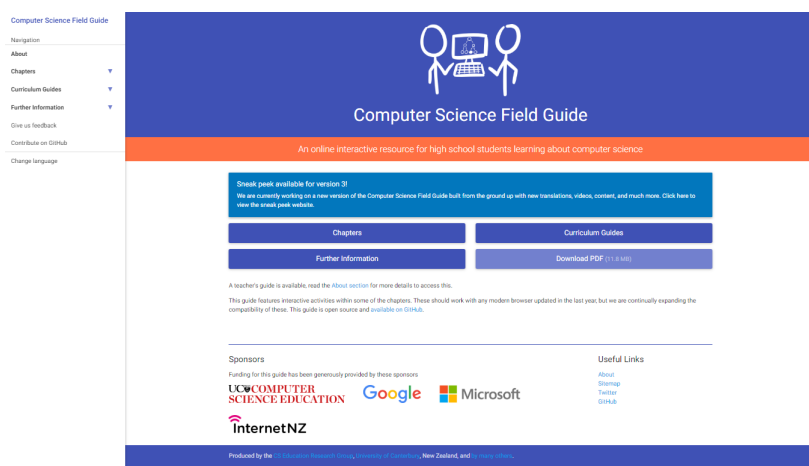 Computer Science Field Guide
Navigation
About
Chapters
Curriculum Guides
Further Information
Give us feedback
Contribute on GitHub
Change language
Computer Science Field Guide
An online interactive resource for high school students learning about computer science
Sneak peek available for version 3!
We are currently working on a new version of the Computer Science Field Guide built from the ground up with new translations, videos, content, and much more. Click here to
view the sneak peek website.
Chapters
Curriculum Guides
Further Information
Download PDF (11.8 MB)
A teacher's guide is available, read the About section for more details to access this.
This guide features interactive activities within some of the chapters. These should work with any modern browser updated in the last year, but we are continually expanding the
compatibility of these. This guide is open source and available on GitHub.
Sponsors
Funding for this guide has been generously provided by these sponsors
UC COMPUTER
SCIENCE EDUCATION
Google
Microsoft
InternetNZ
Useful Links
About
Sitemap
Twitter
GitHub
Produced by the CS Education Research Group, University of Canterbury, New Zealand, and by many others.